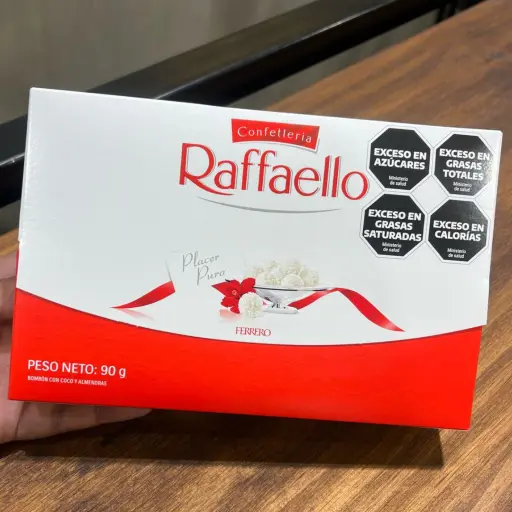 Confetteria
Raffaello
EXCESO EN
AZÚCARES
Ministerio
de salud
EXCESO EN
GRASAS
TOTALES
Ministerio
de salud
EXCESO EN
GRASAS
SATURADAS
Ministerio
de salud
EXCESO EN
CALORÍAS
Ministerio
de salud
Placer
Puro
FERRERO
PESO NETO: 90 g
BOMBÓN CON COCO Y ALMENDRAS